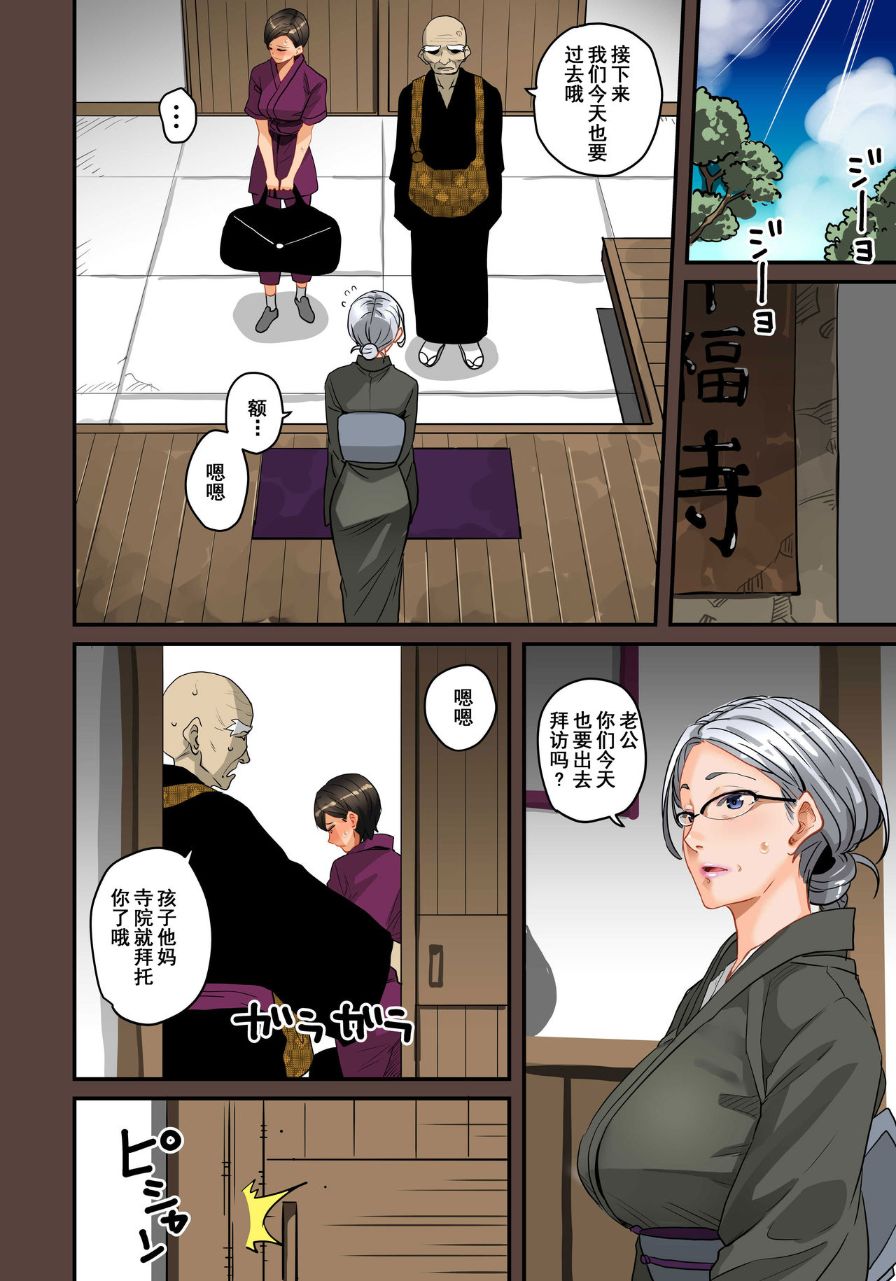 ジーョ
ジーョ
福
寺
接下来
我们今天也要
过去哦
…
额…
嗯嗯
老公
你们今天
也要出去
拜访吗？
嗯嗯
孩子他妈
寺院就拜托
你了哦
ガラガラ
ピシャン